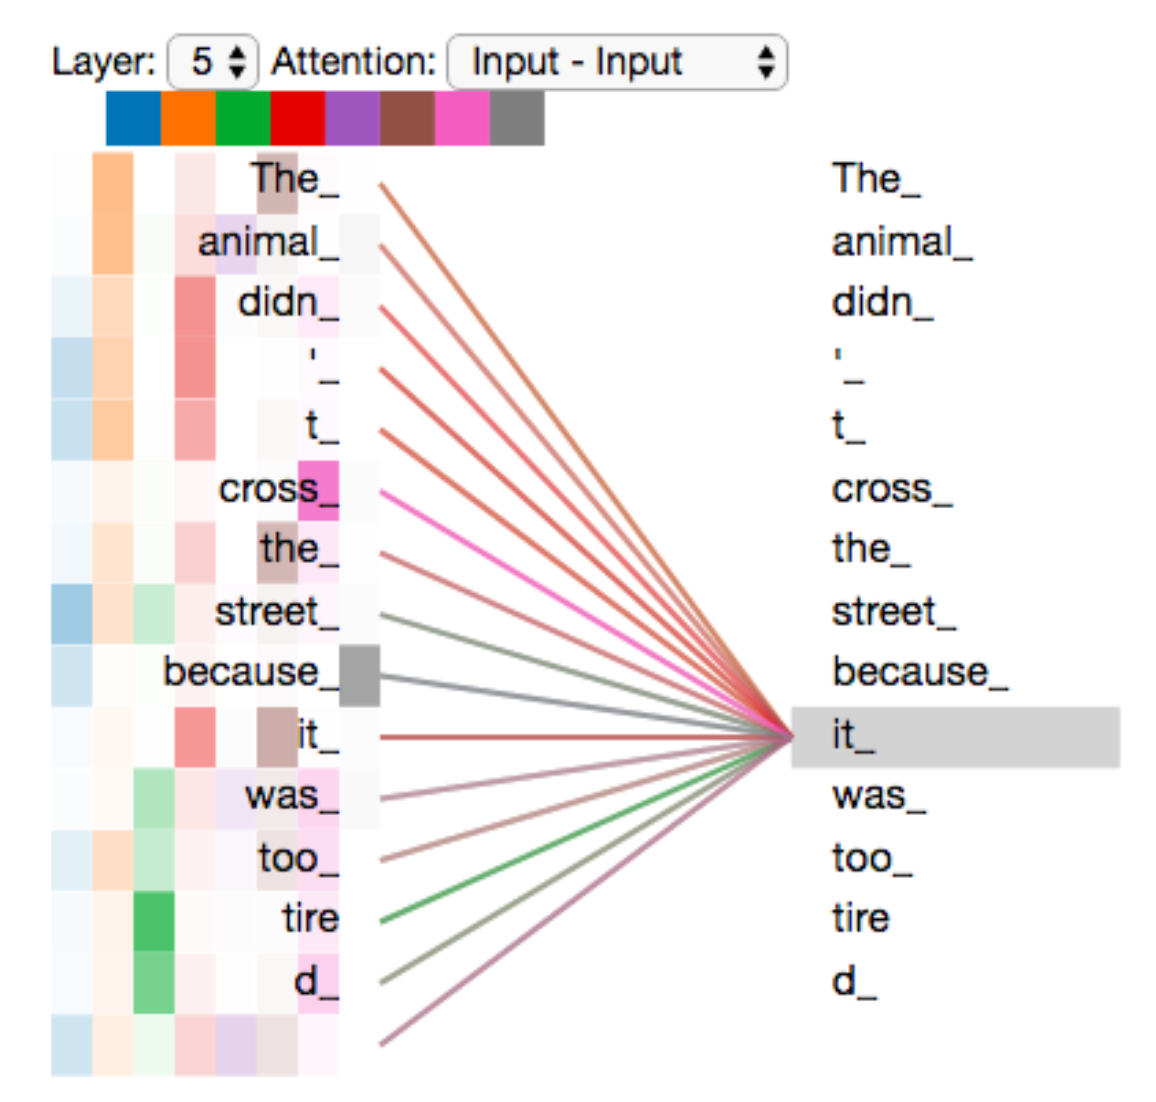 Layer: 5 Attention: Input - Input
The_ The_
animal_ animal_
didn_ didn_
'_ '_
t_ t_
cross_ cross_
the_ the_
street_ street_
because_ because_
it_ it_
was_ was_
too_ too_
tire tire
d_ d_